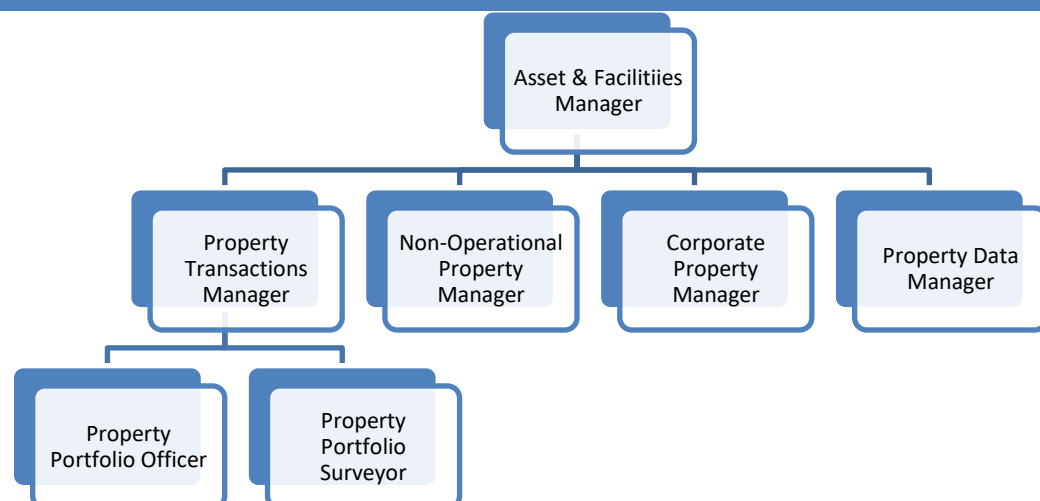 Asset & Facilitiies
Manager
Property
Transactions
Manager
Non-Operational
Property
Manager
Corporate
Property
Manager
Property Data
Manager
Property
Portfolio Officer
Property
Portfolio
Surveyor